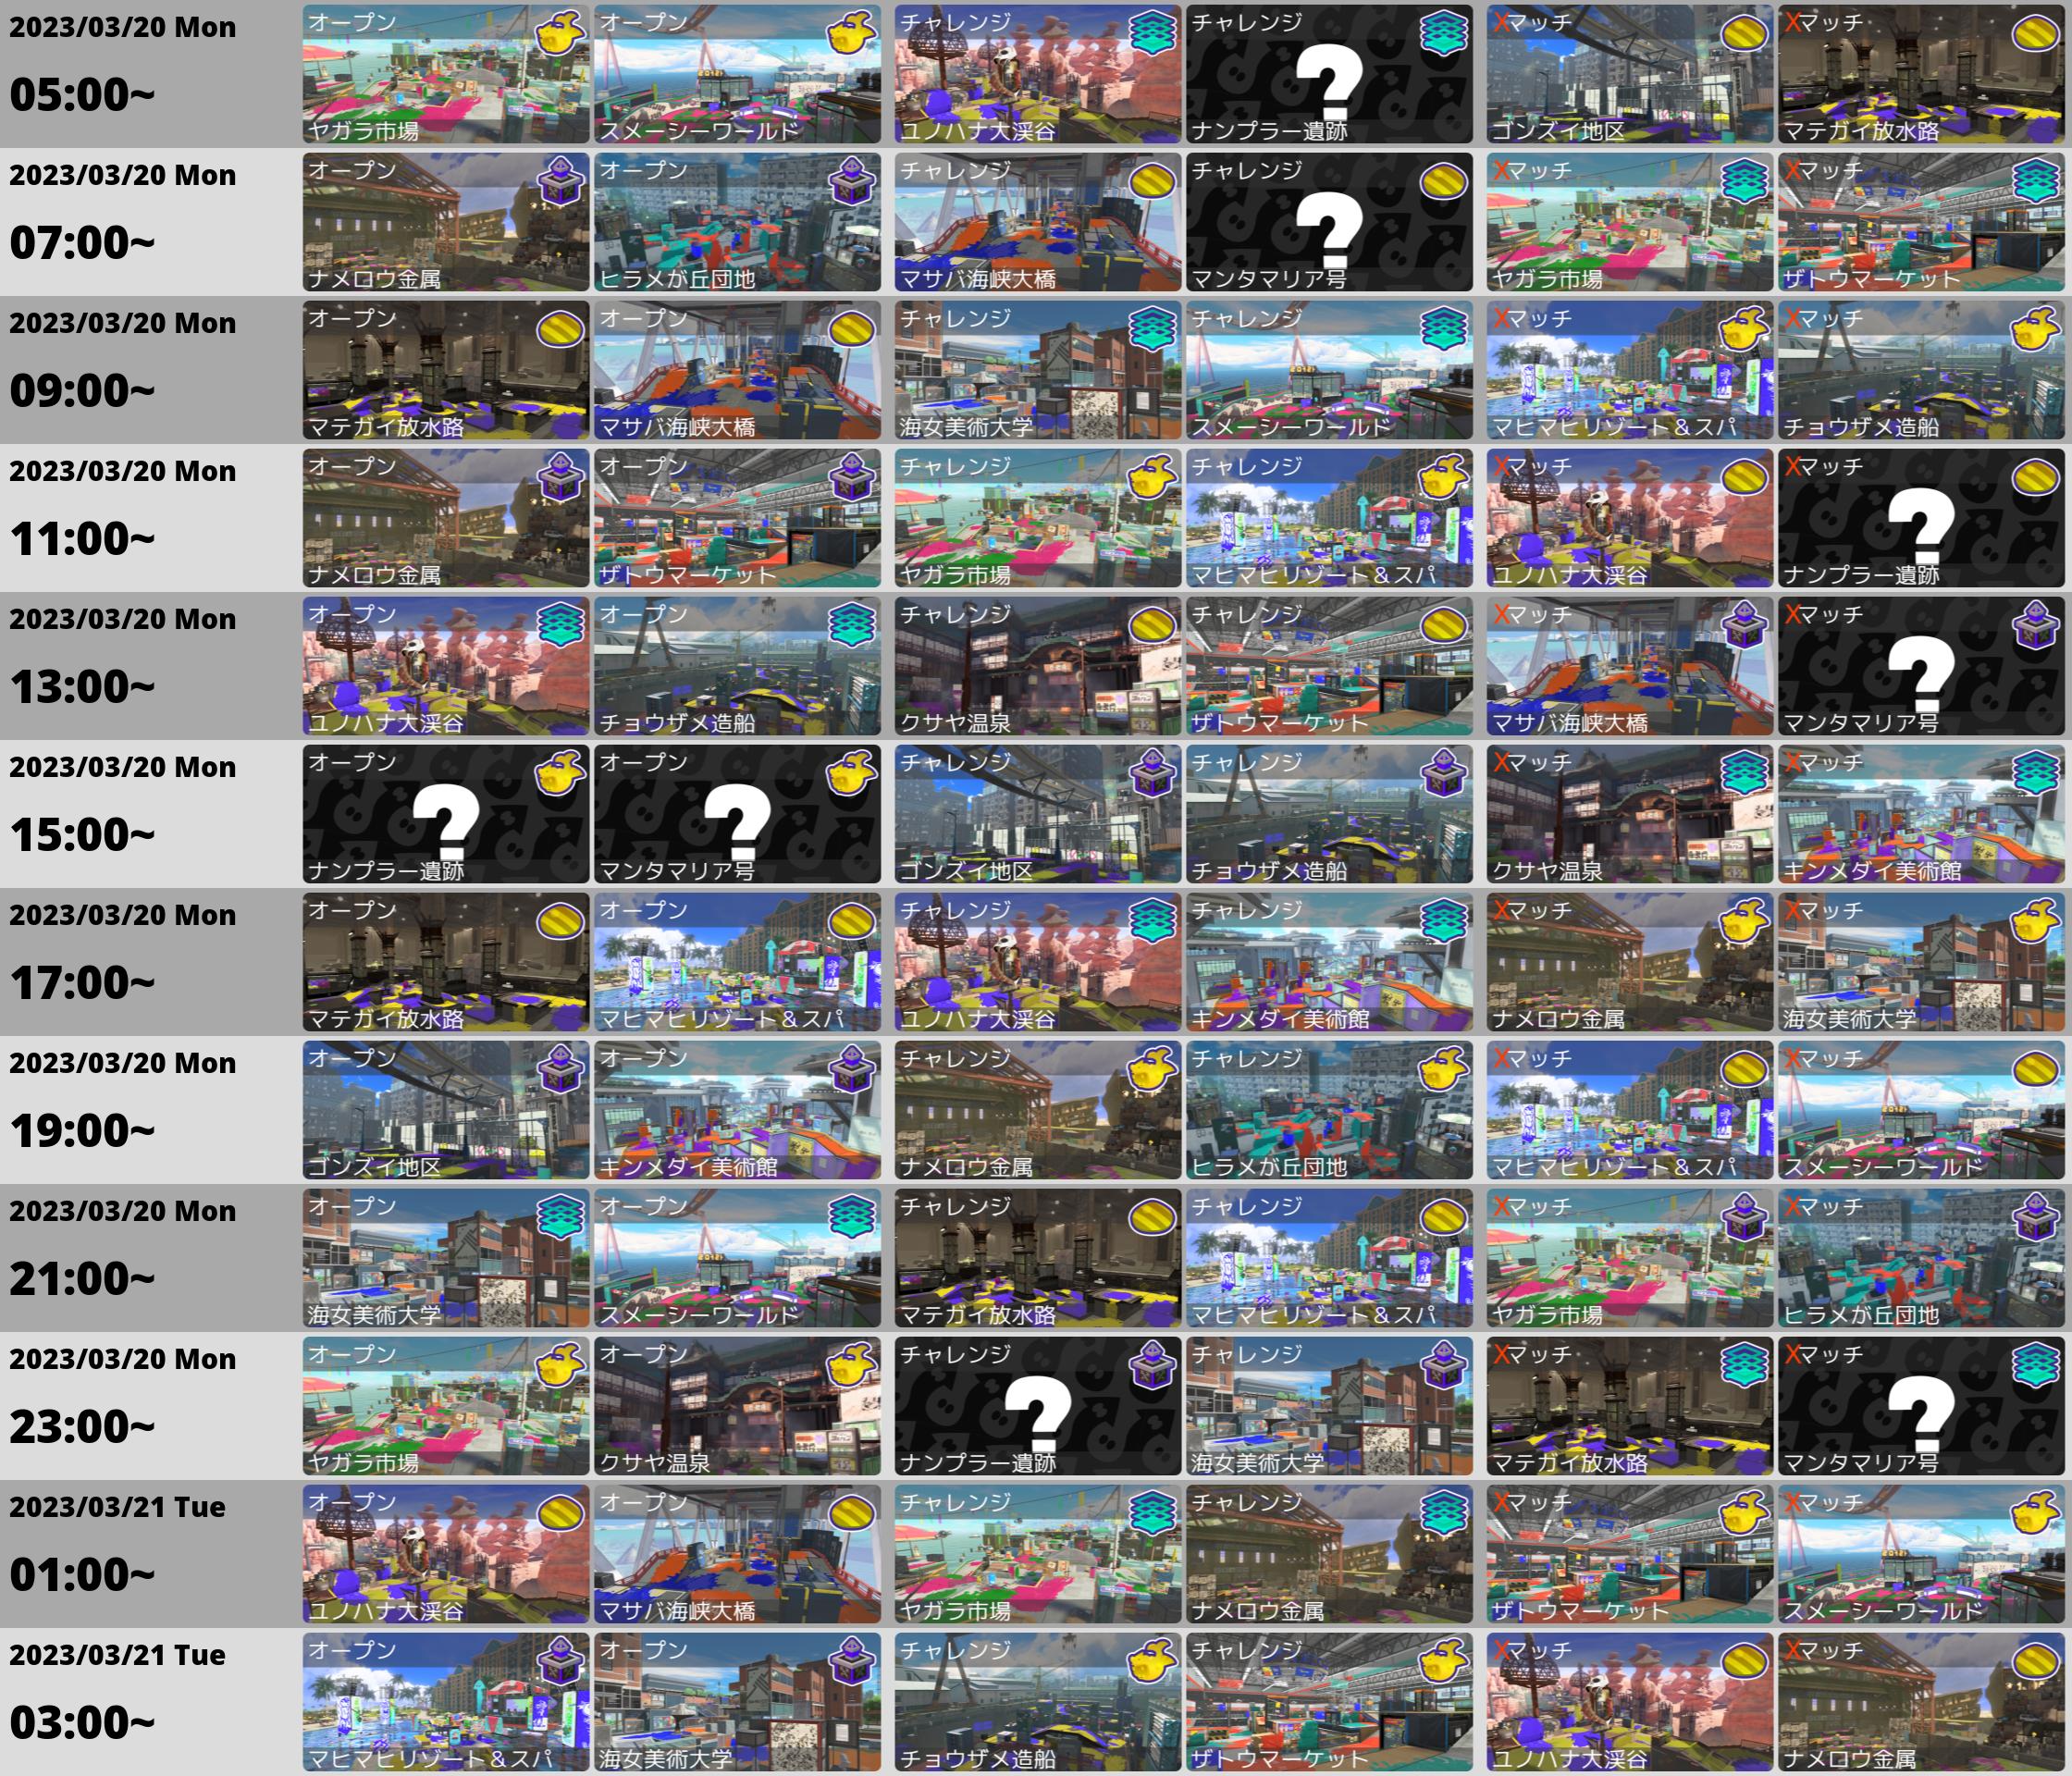 2023/03/20 Mon
05:00~
オープン
ヤガラ市場
オープン
スメーシーワールド
チャレンジ
ユノハナ大渓谷
チャレンジ
ナンプラー遺跡
Xマッチ
ゴンズイ地区
Xマッチ
マテガイ放水路
2023/03/20 Mon
07:00~
オープン
ナメロウ金属
オープン
ヒラメが丘団地
チャレンジ
マサバ海峡大橋
チャレンジ
マンタマリア号
Xマッチ
ヤガラ市場
Xマッチ
ザトウマーケット
2023/03/20 Mon
09:00~
オープン
マテガイ放水路
オープン
マサバ海峡大橋
チャレンジ
海女美術大学
チャレンジ
スメーシーワールド
Xマッチ
マヒマヒリゾート＆スパ
Xマッチ
チョウザメ造船
2023/03/20 Mon
11:00~
オープン
ナメロウ金属
オープン
ザトウマーケット
チャレンジ
ヤガラ市場
チャレンジ
マヒマヒリゾート＆スパ
Xマッチ
ユノハナ大渓谷
Xマッチ
ナンプラー遺跡
2023/03/20 Mon
13:00~
オープン
ユノハナ大渓谷
オープン
チョウザメ造船
チャレンジ
クサヤ温泉
チャレンジ
ザトウマーケット
Xマッチ
マサバ海峡大橋
Xマッチ
マンタマリア号
2023/03/20 Mon
15:00~
オープン
ナンプラー遺跡
オープン
マンタマリア号
チャレンジ
ゴンズイ地区
チャレンジ
チョウザメ造船
Xマッチ
クサヤ温泉
Xマッチ
キンメダイ美術館
2023/03/20 Mon
17:00~
オープン
マテガイ放水路
オープン
マヒマヒリゾート＆スパ
チャレンジ
ユノハナ大渓谷
チャレンジ
キンメダイ美術館
Xマッチ
ナメロウ金属
Xマッチ
海女美術大学
2023/03/20 Mon
19:00~
オープン
ゴンズイ地区
オープン
キンメダイ美術館
チャレンジ
ナメロウ金属
チャレンジ
ヒラメが丘団地
Xマッチ
マヒマヒリゾート＆スパ
Xマッチ
スメーシーワールド
2023/03/20 Mon
21:00~
オープン
海女美術大学
オープン
スメーシーワールド
チャレンジ
マテガイ放水路
チャレンジ
マヒマヒリゾート＆スパ
Xマッチ
ヤガラ市場
Xマッチ
ヒラメが丘団地
2023/03/20 Mon
23:00~
オープン
ヤガラ市場
オープン
クサヤ温泉
チャレンジ
ナンプラー遺跡
チャレンジ
海女美術大学
Xマッチ
マテガイ放水路
Xマッチ
マンタマリア号
2023/03/21 Tue
01:00~
オープン
ユノハナ大渓谷
オープン
マサバ海峡大橋
チャレンジ
ヤガラ市場
チャレンジ
ナメロウ金属
Xマッチ
ザトウマーケット
Xマッチ
スメーシーワールド
2023/03/21 Tue
03:00~
オープン
マヒマヒリゾート＆スパ
オープン
海女美術大学
チャレンジ
チョウザメ造船
チャレンジ
ザトウマーケット
Xマッチ
ユノハナ大渓谷
Xマッチ
ナメロウ金属